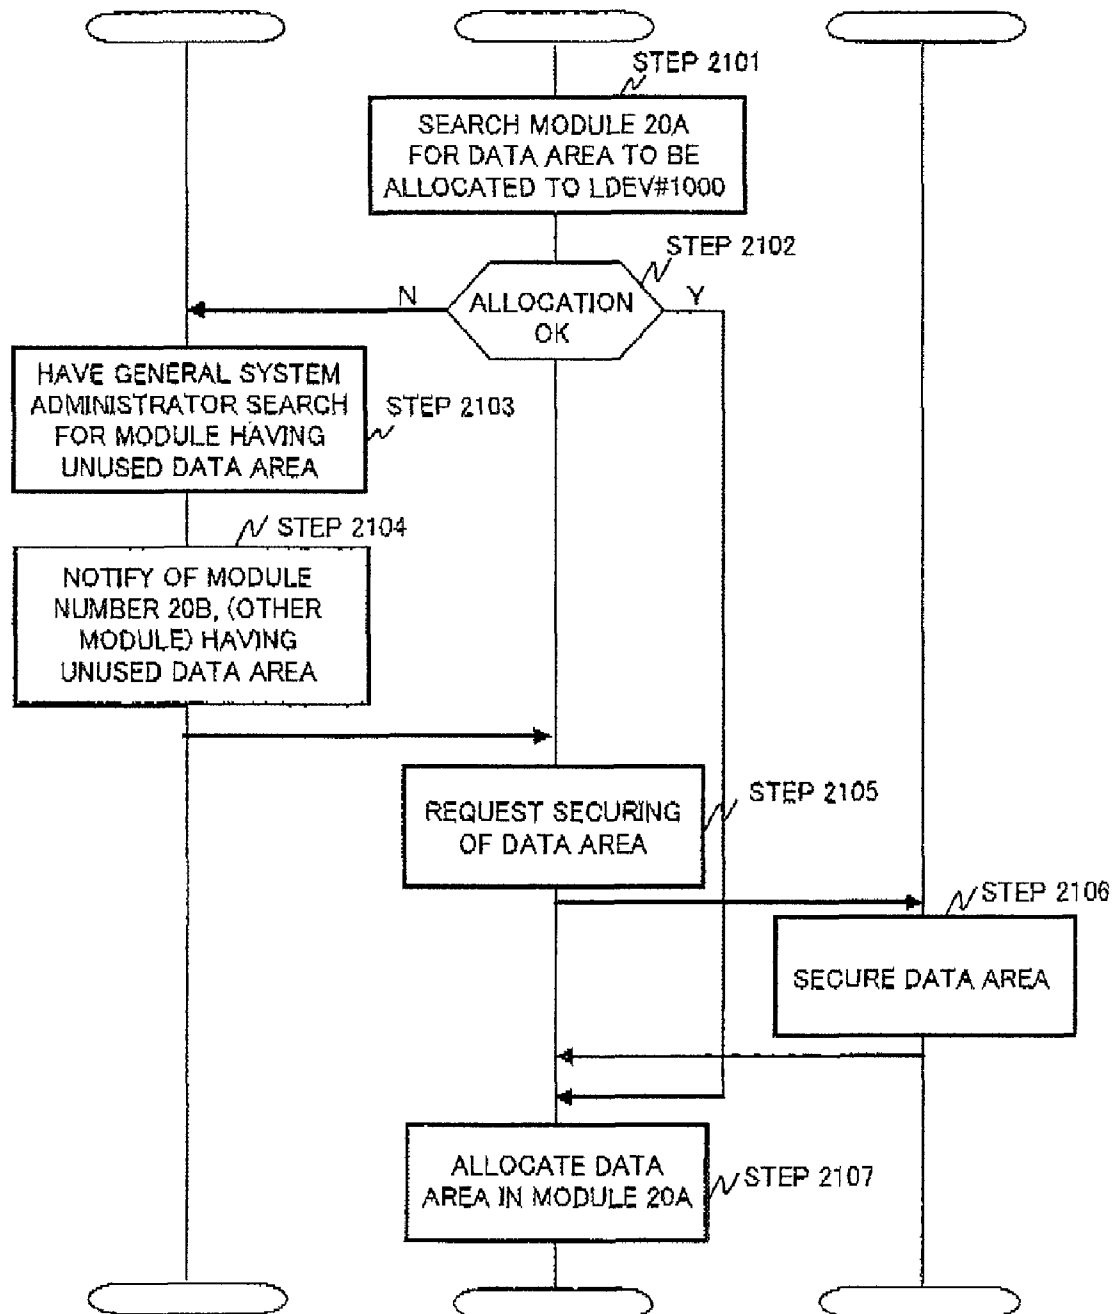 STEP 2101
SEARCH MODULE 20A
FOR DATA AREA TO BE
ALLOCATED TO LDEV#1000
STEP 2102
N
ALLOCATION
OK
Y
HAVE GENERAL SYSTEM
ADMINISTRATOR SEARCH
FOR MODULE HAVING
UNUSED DATA AREA
STEP 2103
STEP 2104
NOTIFY OF MODULE
NUMBER 20B, (OTHER
MODULE) HAVING
UNUSED DATA AREA
REQUEST SECURING
OF DATA AREA
STEP 2105
STEP 2106
SECURE DATA AREA
ALLOCATE DATA
AREA IN MODULE 20A
STEP 2107